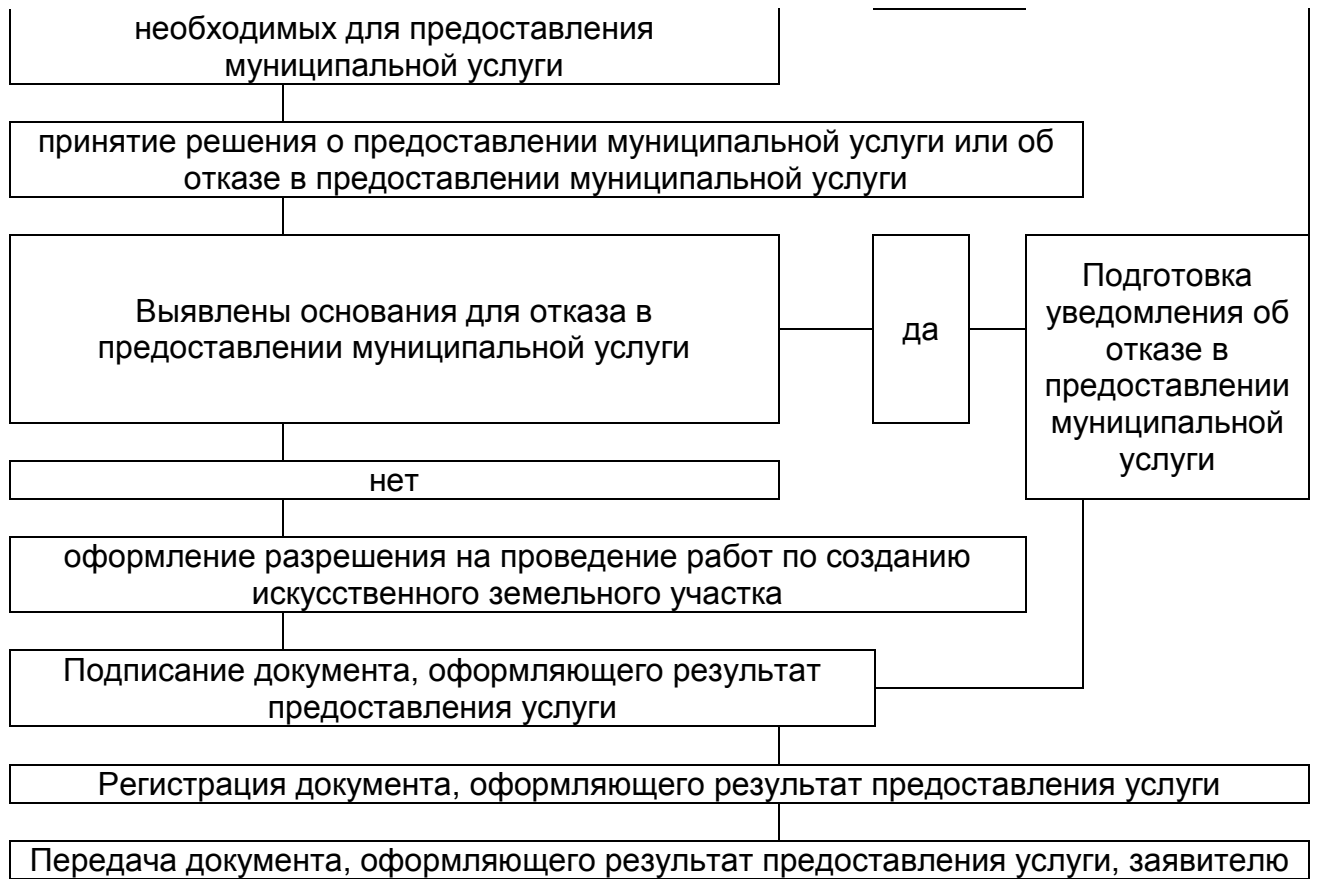 необходимых для предоставления
муниципальной услуги
принятие решения о предоставлении муниципальной услуги или об
отказе в предоставлении муниципальной услуги
Выявлены основания для отказа в
предоставлении муниципальной услуги
да
Подготовка
уведомления об
отказе в
предоставлении
муниципальной
услуги
нет
оформление разрешения на проведение работ по созданию
искусственного земельного участка
Подписание документа, оформляющего результат
предоставления услуги
Регистрация документа, оформляющего результат предоставления услуги
Передача документа, оформляющего результат предоставления услуги, заявителю